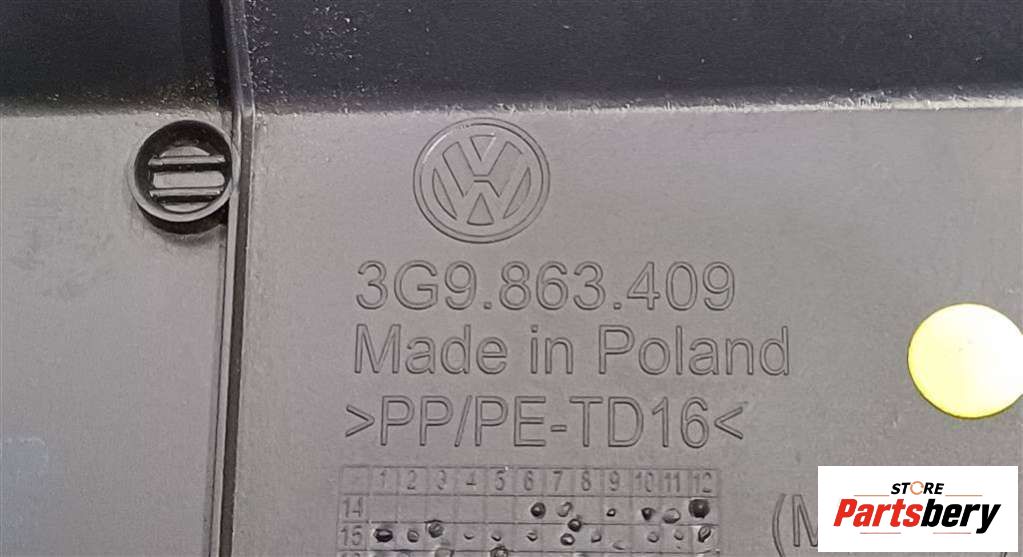 3G9.863.409
Made in Poland
>PP/PE-TD16<
1 2 3 4 5 6 7 8 9 10 11 12
14
15
(M
STORE
Partsbery